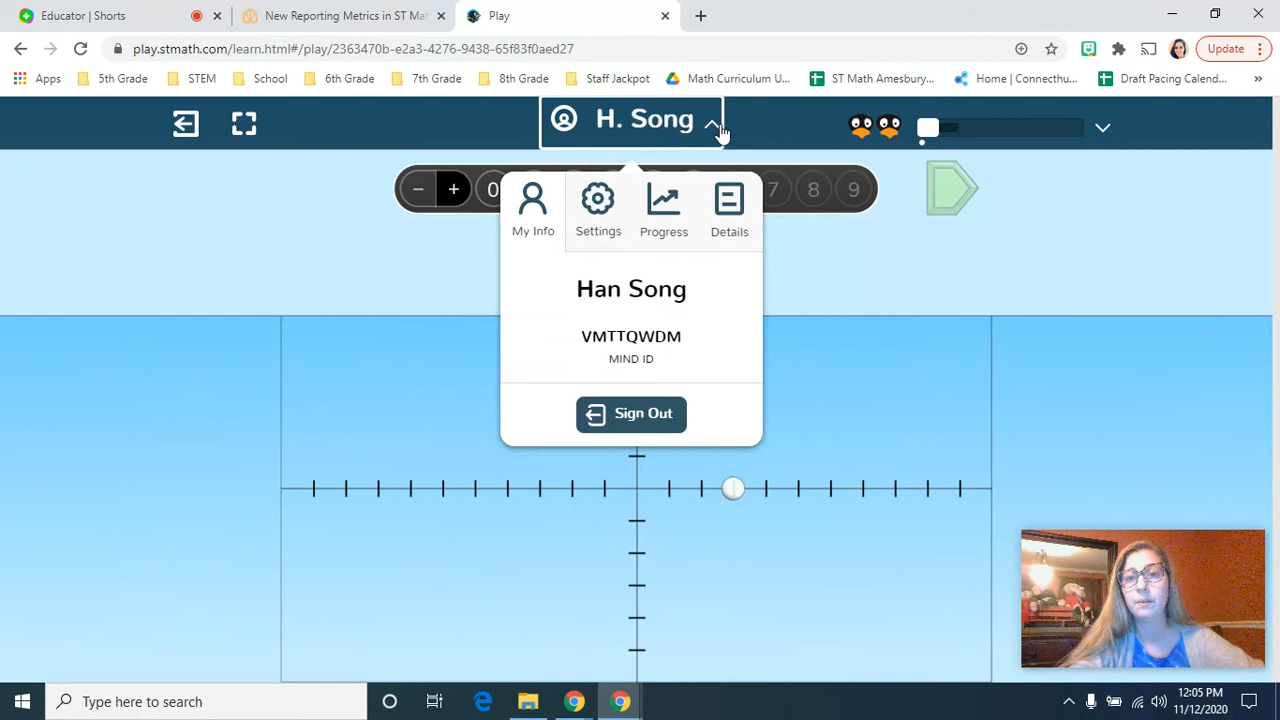 Educator | Shorts
New Reporting Metrics in ST Mat
Play
play.stmath.com/learn.html#/play/2363470b-e2a3-4276-9438-65f83f0aed27
Update
Apps
5th Grade
STEM
School
6th Grade
7th Grade
8th Grade
Staff Jackpot
Math Curriculum U...
ST Math Amesbury...
Home | Connecthu...
Draft Pacing Calend...
»
H. Song
− + 0 7 8 9
My Info
Settings
Progress
Details
Han Song
VMTTQWDM
MIND ID
Sign Out
Type here to search
12:05 PM
11/12/2020